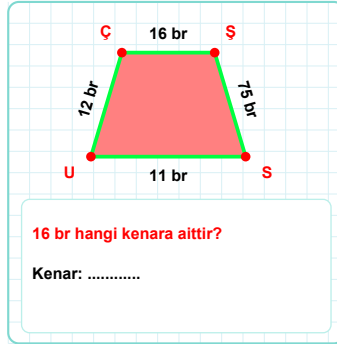 16 br
Ç
Ş
12 br
75 br
U
S
11 br
16 br hangi kenara aittir?
Kenar: ............